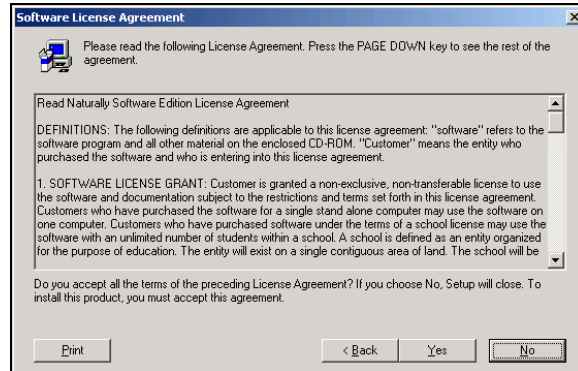 Software License Agreement
Please read the following License Agreement. Press the PAGE DOWN key to see the rest of the
agreement.
Read Naturally Software Edition License Agreement
DEFINITIONS: The following definitions are applicable to this license agreement: "software" refers to the
software program and all other material on the enclosed CD-ROM. "Customer" means the entity who
purchased the software and who is entering into this license agreement.
1. SOFTWARE LICENSE GRANT: Customer is granted a non-exclusive, non-transferable license to use
the software and documentation subject to the restrictions and terms set forth in this license agreement.
Customers who have purchased the software for a single stand alone computer may use the software on
one computer. Customers who have purchased software under the terms of a school license may use the
software with an unlimited number of students within a school. A school is defined as an entity organized
for the purpose of education. The entity will exist on a single contiguous area of land. The school will be
Do you accept all the terms of the preceding License Agreement? If you choose No, Setup will close. To
install this product, you must accept this agreement.
Print < Back Yes No